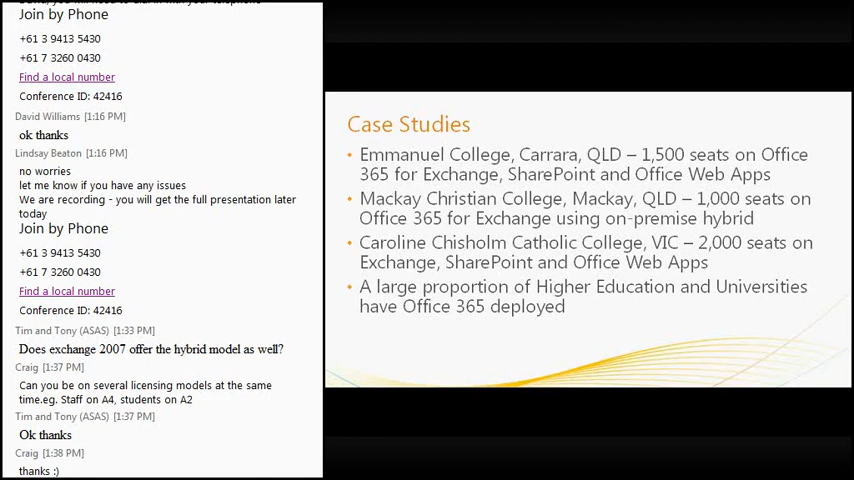 Join by Phone
+61 3 9413 5430
+61 7 3260 0430
Find a local number
Conference ID: 42416
David Williams [1:16 PM]
ok thanks
Lindsay Beaton [1:16 PM]
no worries
let me know if you have any issues
We are recording - you will get the full presentation later
today
Join by Phone
+61 3 9413 5430
+61 7 3260 0430
Find a local number
Conference ID: 42416
Tim and Tony (ASAS) [1:33 PM]
Does exchange 2007 offer the hybrid model as well?
Craig [1:37 PM]
Can you be on several licensing models at the same
time.eg. Staff on A4, students on A2
Tim and Tony (ASAS) [1:37 PM]
Ok thanks
Craig [1:38 PM]
thanks :)
Case Studies
• Emmanuel College, Carrara, QLD – 1,500 seats on Office
365 for Exchange, SharePoint and Office Web Apps
• Mackay Christian College, Mackay, QLD – 1,000 seats on
Office 365 for Exchange using on-premise hybrid
• Caroline Chisholm Catholic College, VIC – 2,000 seats on
Exchange, SharePoint and Office Web Apps
• A large proportion of Higher Education and Universities
have Office 365 deployed